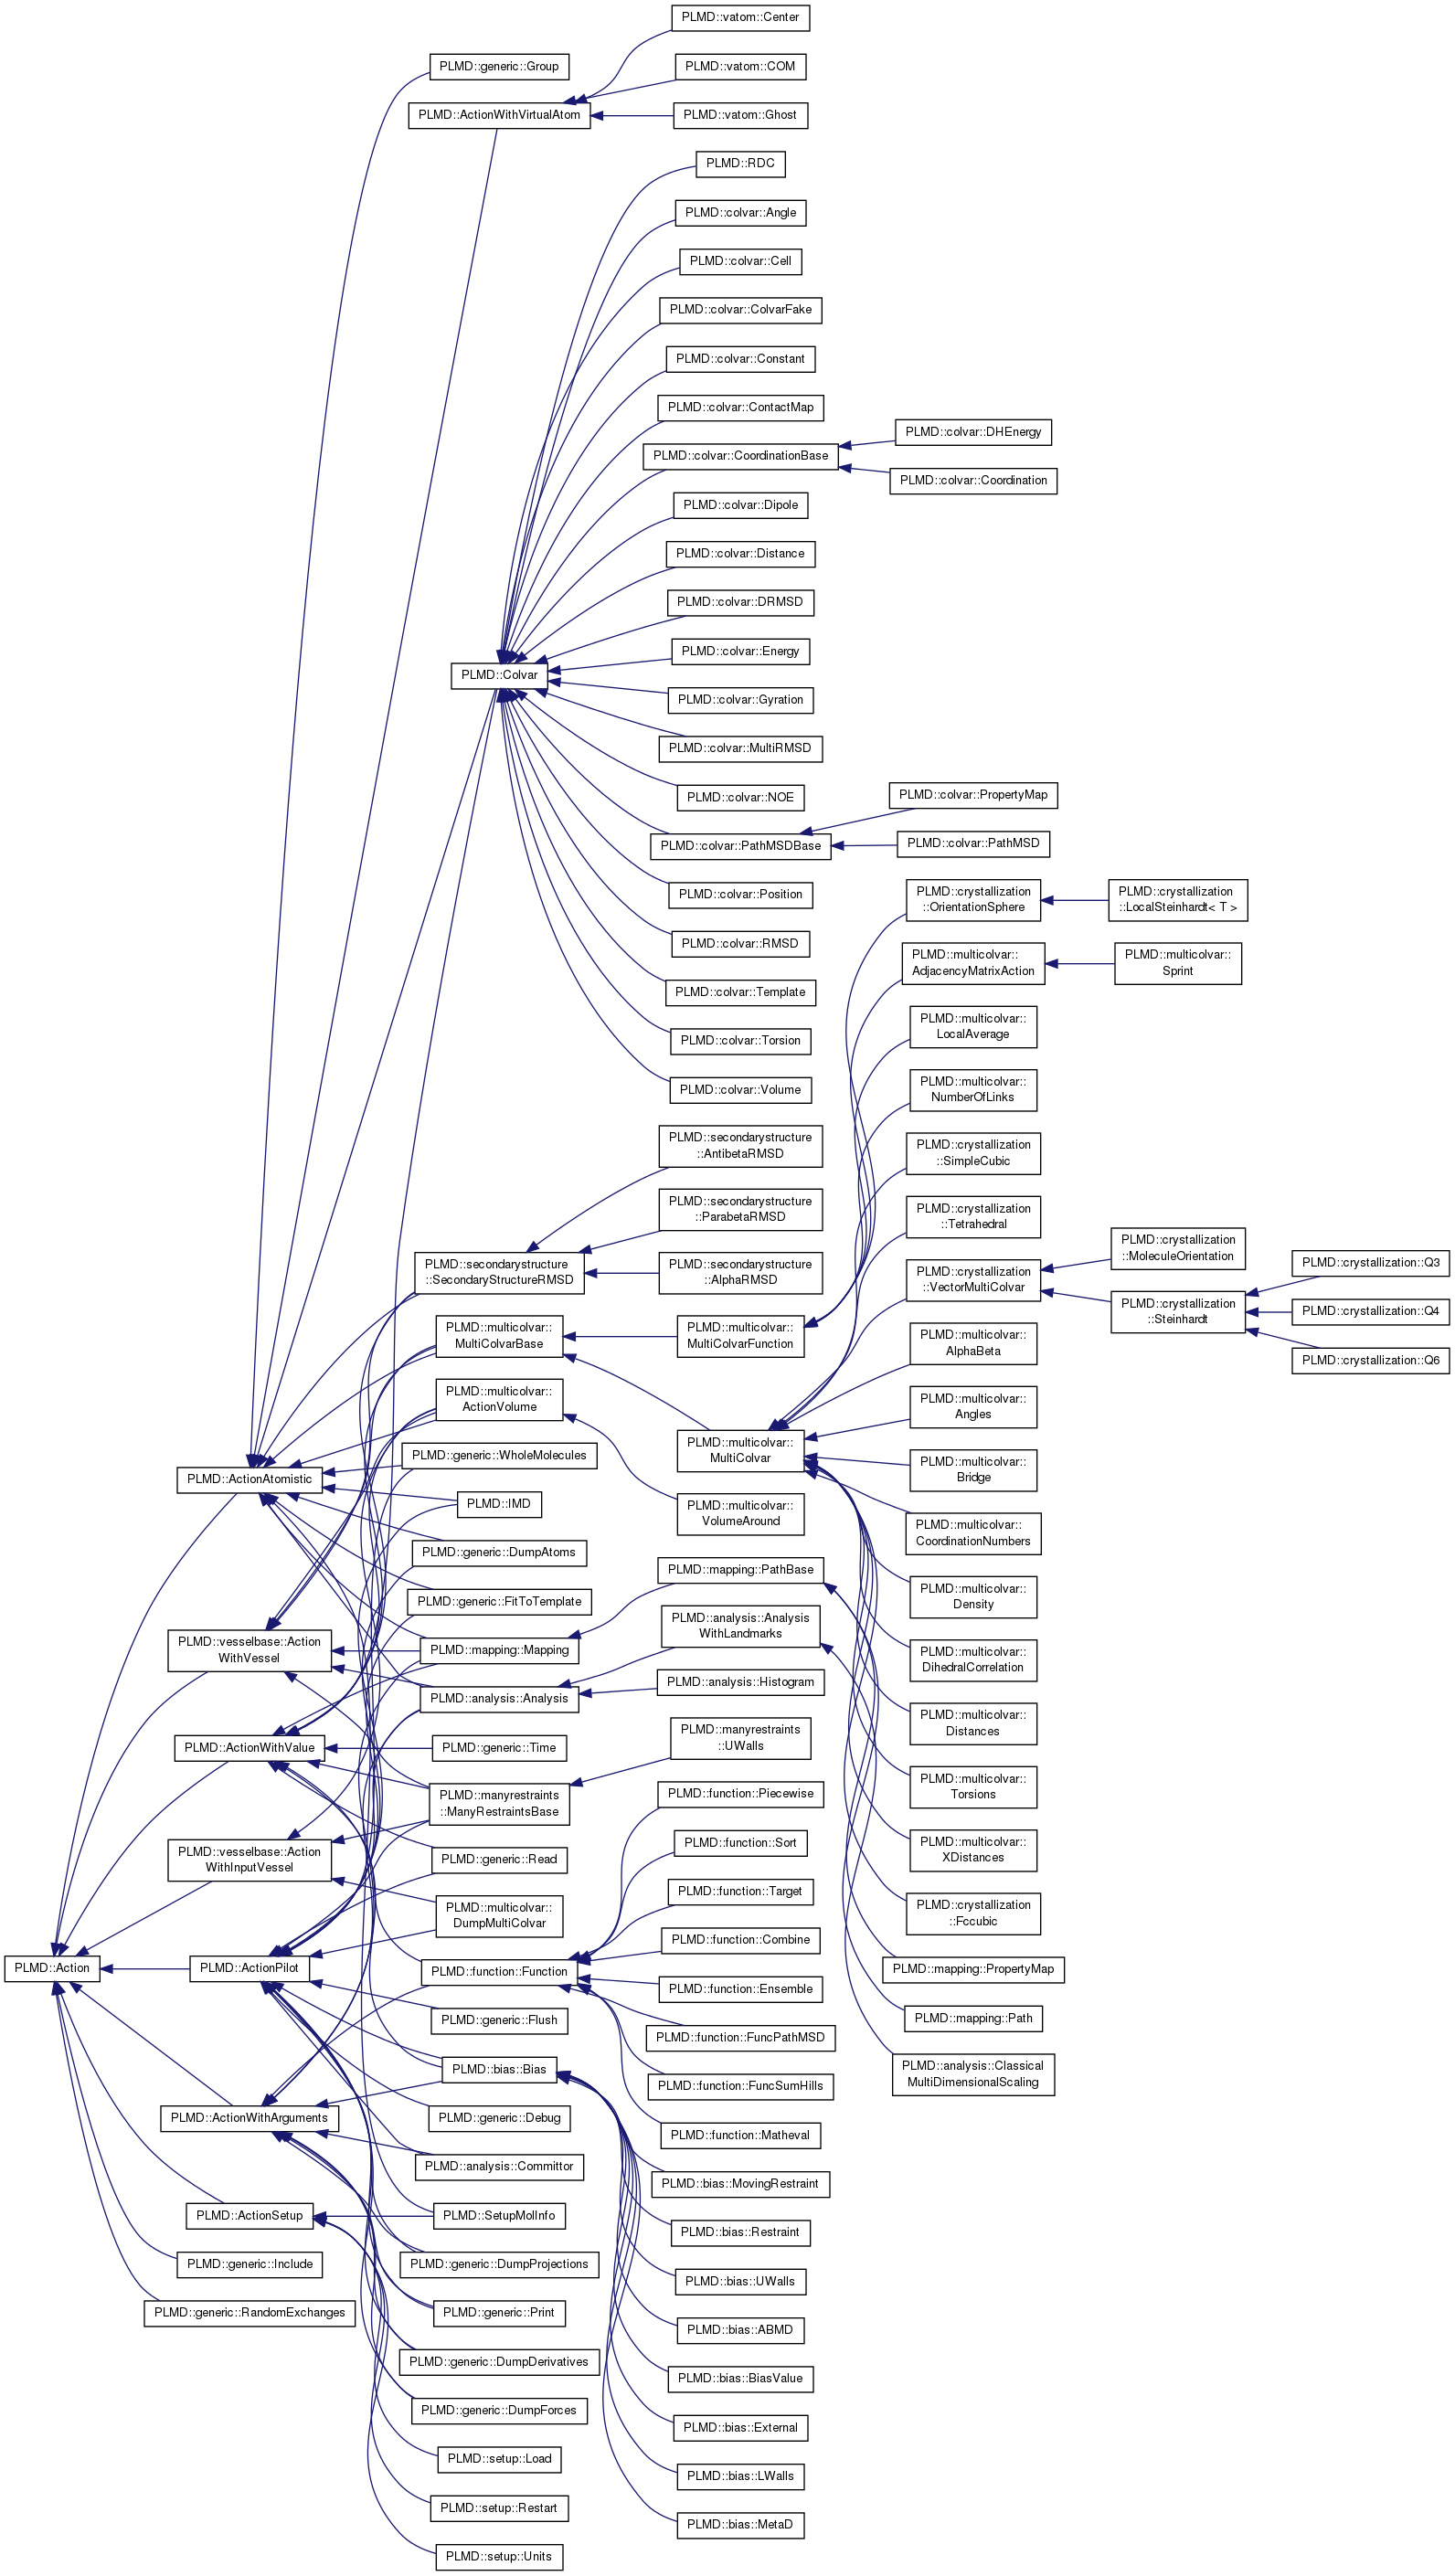 PLMD::Action
PLMD::ActionAtomistic
PLMD::vesselbase::Action
WithVessel
PLMD::ActionWithValue
PLMD::vesselbase::Action
WithInputVessel
PLMD::ActionPilot
PLMD::ActionWithArguments
PLMD::ActionSetup
PLMD::generic::Include
PLMD::generic::RandomExchanges
PLMD::generic::Group
PLMD::ActionWithVirtualAtom
PLMD::Colvar
PLMD::secondarystructure
::SecondaryStructureRMSD
PLMD::multicolvar::
MultiColvarBase
PLMD::multicolvar::
ActionVolume
PLMD::generic::WholeMolecules
PLMD::IMD
PLMD::generic::DumpAtoms
PLMD::generic::FitToTemplate
PLMD::mapping::Mapping
PLMD::analysis::Analysis
PLMD::generic::Time
PLMD::manyrestraints
::ManyRestraintsBase
PLMD::generic::Read
PLMD::multicolvar::
DumpMultiColvar
PLMD::function::Function
PLMD::generic::Flush
PLMD::bias::Bias
PLMD::generic::Debug
PLMD::analysis::Committor
PLMD::SetupMolInfo
PLMD::generic::DumpProjections
PLMD::generic::Print
PLMD::generic::DumpDerivatives
PLMD::generic::DumpForces
PLMD::setup::Load
PLMD::setup::Restart
PLMD::setup::Units
PLMD::vatom::Center
PLMD::vatom::COM
PLMD::vatom::Ghost
PLMD::RDC
PLMD::colvar::Angle
PLMD::colvar::Cell
PLMD::colvar::ColvarFake
PLMD::colvar::Constant
PLMD::colvar::ContactMap
PLMD::colvar::CoordinationBase
PLMD::colvar::Dipole
PLMD::colvar::Distance
PLMD::colvar::DRMSD
PLMD::colvar::Energy
PLMD::colvar::Gyration
PLMD::colvar::MultiRMSD
PLMD::colvar::NOE
PLMD::colvar::PathMSDBase
PLMD::colvar::Position
PLMD::colvar::RMSD
PLMD::colvar::Template
PLMD::colvar::Torsion
PLMD::colvar::Volume
PLMD::secondarystructure
::AntibetaRMSD
PLMD::secondarystructure
::ParabetaRMSD
PLMD::secondarystructure
::AlphaRMSD
PLMD::multicolvar::
MultiColvarFunction
PLMD::multicolvar::
MultiColvar
PLMD::multicolvar::
VolumeAround
PLMD::mapping::PathBase
PLMD::analysis::Analysis
WithLandmarks
PLMD::analysis::Histogram
PLMD::manyrestraints
::UWalls
PLMD::function::Piecewise
PLMD::function::Sort
PLMD::function::Target
PLMD::function::Combine
PLMD::function::Ensemble
PLMD::function::FuncPathMSD
PLMD::function::FuncSumHills
PLMD::function::Matheval
PLMD::bias::MovingRestraint
PLMD::bias::Restraint
PLMD::bias::UWalls
PLMD::bias::ABMD
PLMD::bias::BiasValue
PLMD::bias::External
PLMD::bias::LWalls
PLMD::bias::MetaD
PLMD::colvar::DHEnergy
PLMD::colvar::Coordination
PLMD::colvar::PropertyMap
PLMD::colvar::PathMSD
PLMD::crystallization
::OrientationSphere
PLMD::multicolvar::
AdjacencyMatrixAction
PLMD::multicolvar::
LocalAverage
PLMD::multicolvar::
NumberOfLinks
PLMD::crystallization
::SimpleCubic
PLMD::crystallization
::Tetrahedral
PLMD::crystallization
::VectorMultiColvar
PLMD::multicolvar::
AlphaBeta
PLMD::multicolvar::
Angles
PLMD::multicolvar::
Bridge
PLMD::multicolvar::
CoordinationNumbers
PLMD::multicolvar::
Density
PLMD::multicolvar::
DihedralCorrelation
PLMD::multicolvar::
Distances
PLMD::multicolvar::
Torsions
PLMD::multicolvar::
XDistances
PLMD::crystallization
::Fccubic
PLMD::mapping::PropertyMap
PLMD::mapping::Path
PLMD::analysis::Classical
MultiDimensionalScaling
PLMD::crystallization
::LocalSteinhardt< T >
PLMD::multicolvar::
Sprint
PLMD::crystallization
::MoleculeOrientation
PLMD::crystallization
::Steinhardt
PLMD::crystallization::Q3
PLMD::crystallization::Q4
PLMD::crystallization::Q6